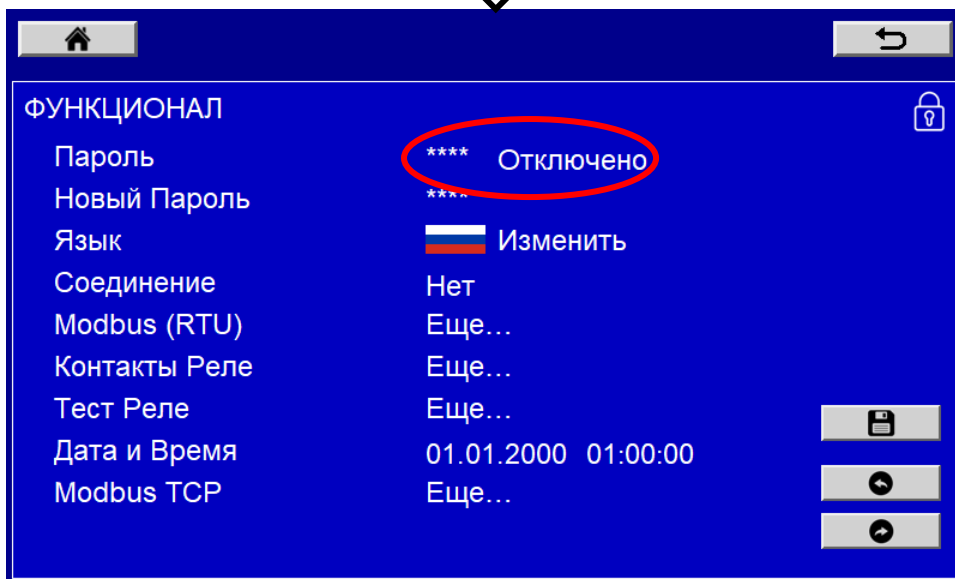 ФУНКЦИОНАЛ
Пароль **** Отключено
Новый Пароль ****
Язык Изменить
Соединение Нет
Modbus (RTU) Еще...
Контакты Реле Еще...
Тест Реле Еще...
Дата и Время 01.01.2000 01:00:00
Modbus TCP Еще...